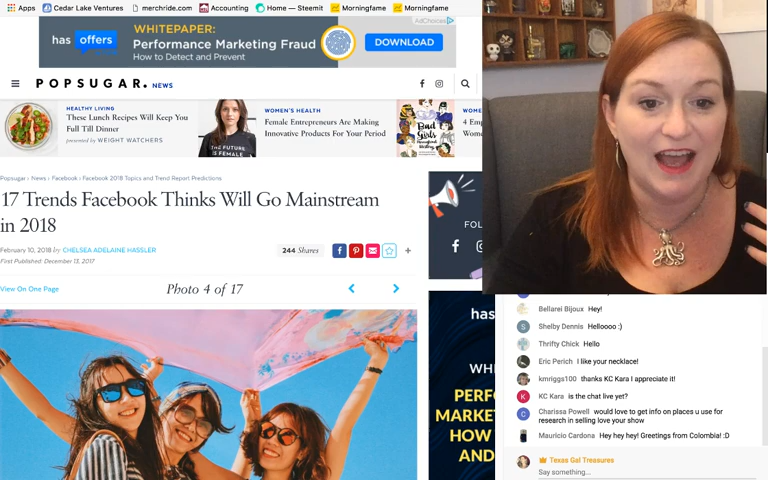 Apps Cedar Lake Ventures merchride.com Accounting Home — Steemit Morningfame Morningfame
AdChoices
has offers
WHITEPAPER:
Performance Marketing Fraud
How to Detect and Prevent
DOWNLOAD
POPSUGAR. NEWS
HEALTHY LIVING
These Lunch Recipes Will Keep You
Full Till Dinner
presented by WEIGHT WATCHERS
THE FUTURE
IS FEMALE
WOMEN'S HEALTH
Female Entrepreneurs Are Making
Innovative Products For Your Period
Bad
Girls
Throughout
History
WOME
4 Emp
Wome
Popsugar › News › Facebook › Facebook 2018 Topics and Trend Report Predictions
17 Trends Facebook Thinks Will Go Mainstream
in 2018
February 10, 2018 by CHELSEA ADELAINE HASSLER
First Published: December 13, 2017
244 Shares
View On One Page
Photo 4 of 17
FOL
has
WHI
PERF
MARKET
HOW
AND
Bellarei Bijoux Hey!
Shelby Dennis Helloooo :)
Thrifty Chick Hello
Eric Perich I like your necklace!
kmriggs100 thanks KC Kara I appreciate it!
KC Kara is the chat live yet?
Charissa Powell would love to get info on places u use for
research in selling love your show
Mauricio Cardona Hey hey hey! Greetings from Colombia! :D
Texas Gal Treasures
Say something...